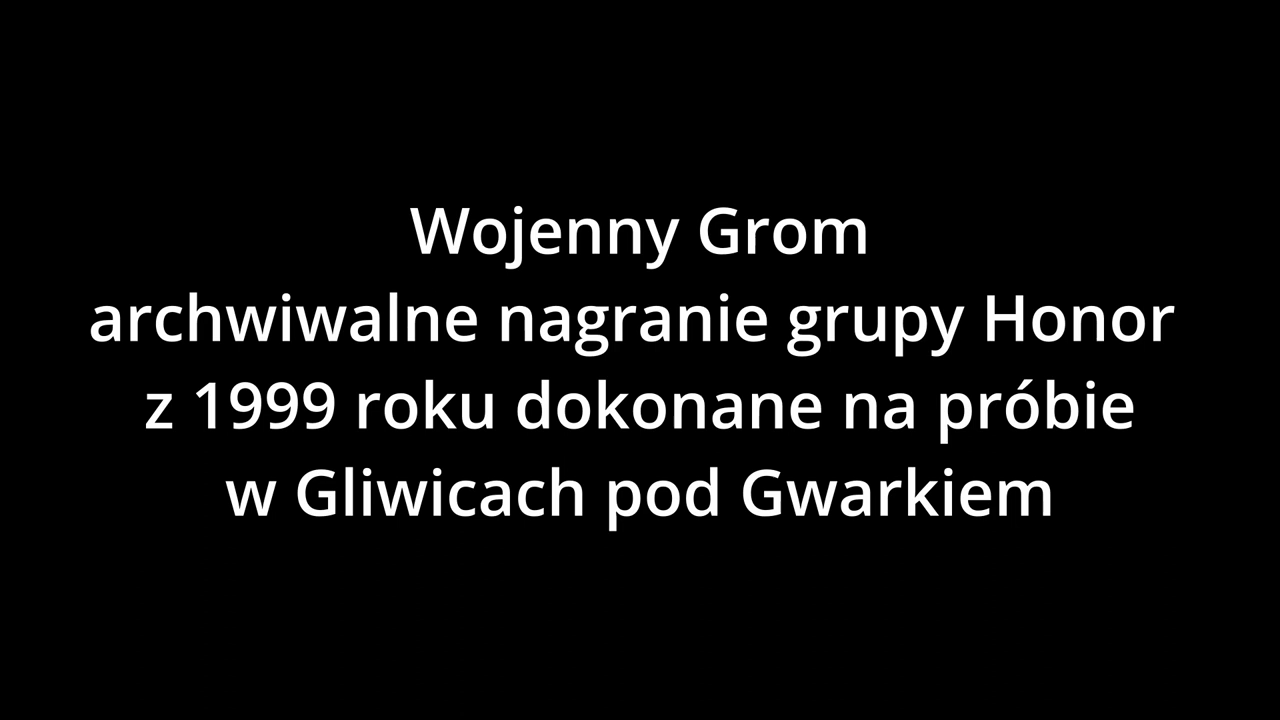 Wojenny Grom
archwiwalne nagranie grupy Honor
z 1999 roku dokonane na próbie
w Gliwicach pod Gwarkiem